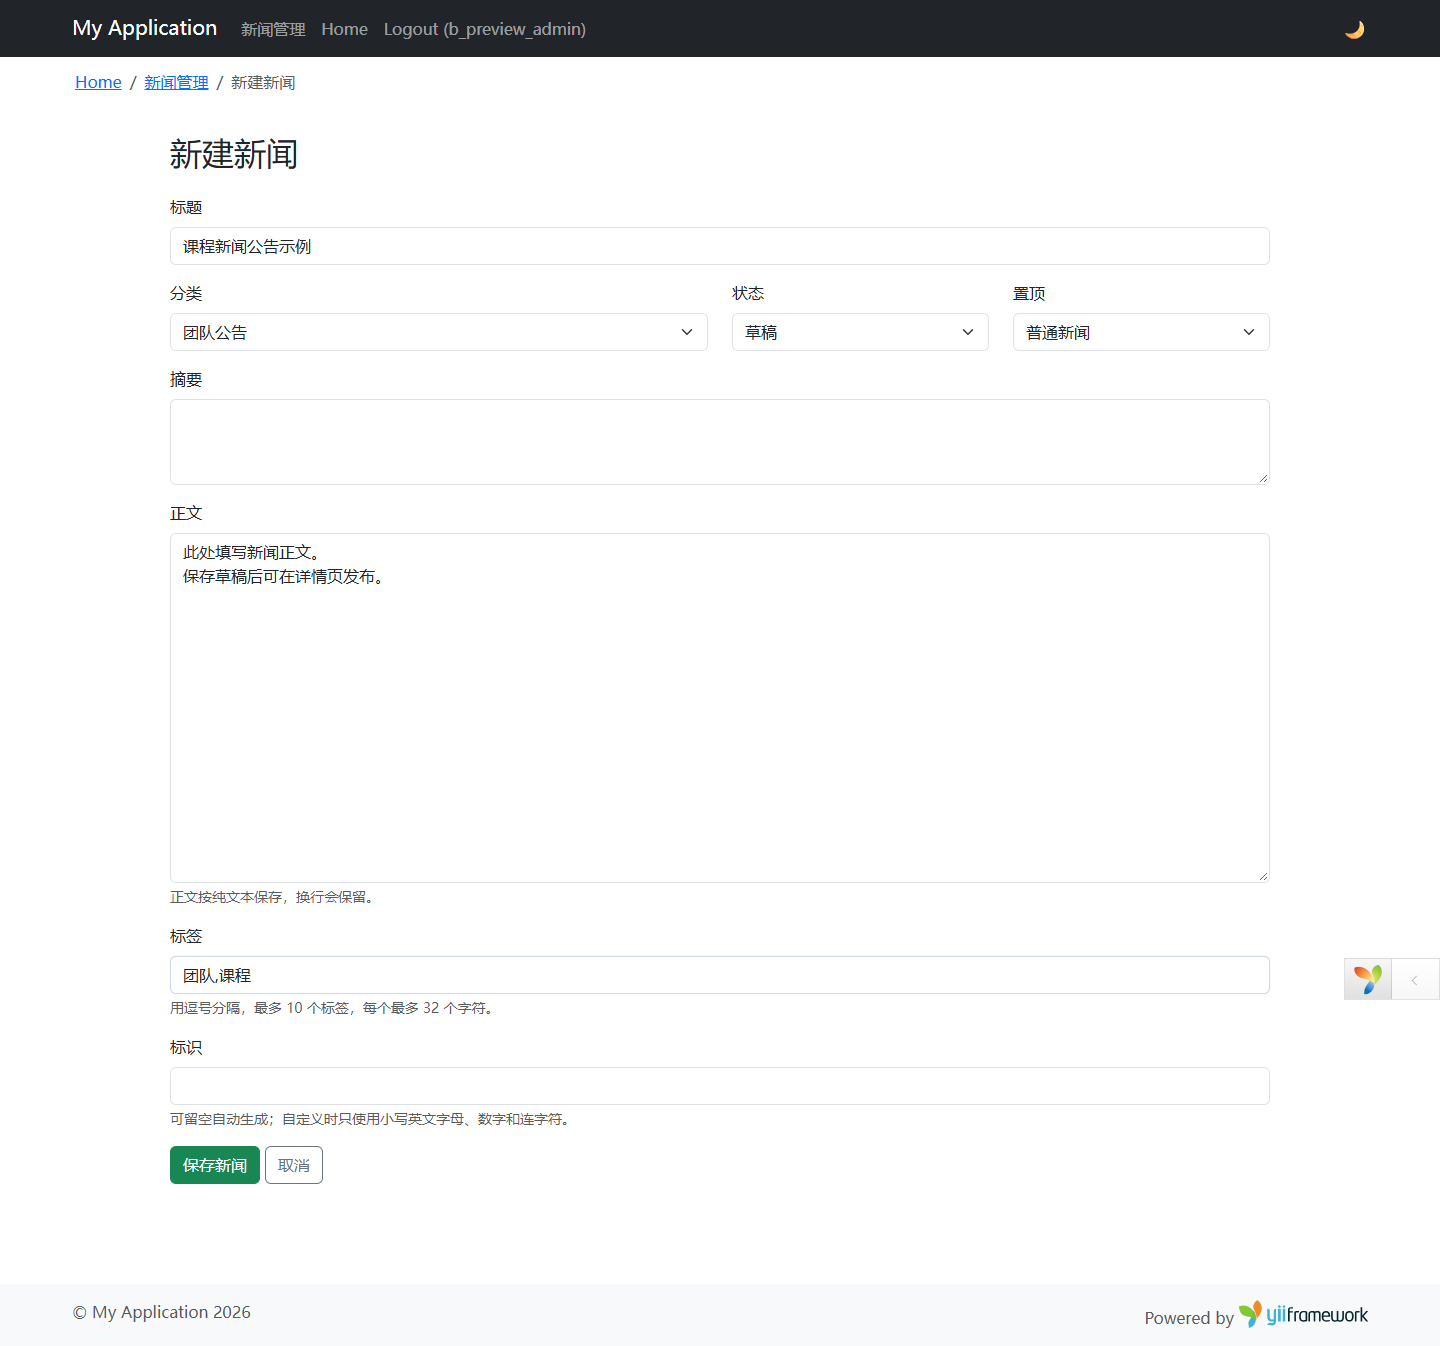 My Application 新闻管理 Home Logout (b_preview_admin)
Home / 新闻管理 / 新建新闻
新建新闻
标题
课程新闻公告示例
分类 状态 置顶
团队公告 草稿 普通新闻
摘要
正文
此处填写新闻正文。
保存草稿后可在详情页发布。
正文按纯文本保存，换行会保留。
标签
团队,课程
用逗号分隔，最多 10 个标签，每个最多 32 个字符。
标识
可留空自动生成；自定义时只使用小写英文字母、数字和连字符。
保存新闻 取消
© My Application 2026
Powered by yiiframework